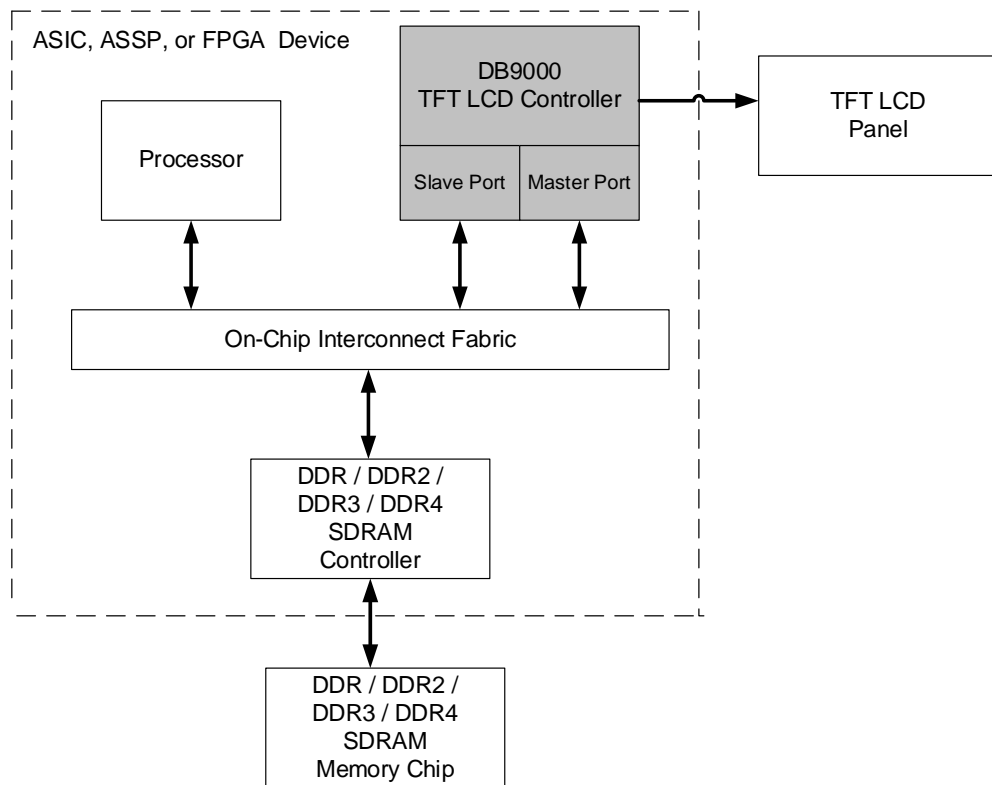 ASIC, ASSP, or FPGA Device
DB9000
TFT LCD Controller
TFT LCD
Panel
Processor
Slave Port
Master Port
On-Chip Interconnect Fabric
DDR / DDR2 /
DDR3 / DDR4
SDRAM
Controller
DDR / DDR2 /
DDR3 / DDR4
SDRAM
Memory Chip